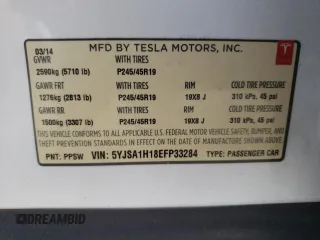 03/14
MFD BY TESLA MOTORS, INC.
GVWR WITH TIRES
2590kg (5710 lb) P245/45R19
GAWR FRT WITH TIRES RIM COLD TIRE PRESSURE
1276kg (2813 lb) P245/45R19 19X8 J 310 kPa, 45 psi
GAWR RR WITH TIRES RIM COLD TIRE PRESSURE
1500kg (3307 lb) P245/45R19 19X8 J 310 kPa, 45 psi
THIS VEHICLE CONFORMS TO ALL APPLICABLE U.S. FEDERAL MOTOR VEHICLE SAFETY, BUMPER, AND
THEFT PREVENTION STANDARDS IN EFFECT ON THE DATE OF MANUFACTURE SHOWN ABOVE.
PNT: PPSW VIN: 5YJSA1H18EFP33284 TYPE: PASSENGER CAR
DREAMBID